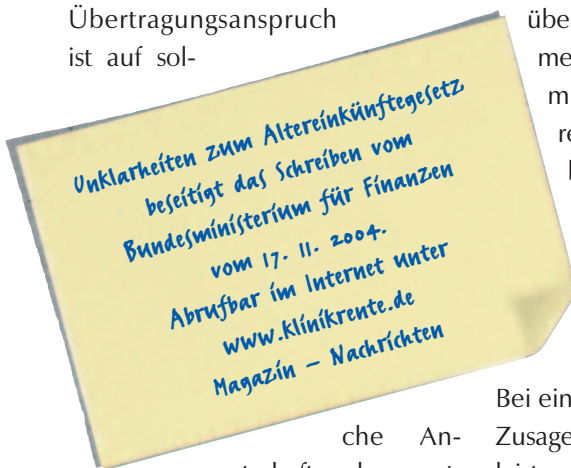 Übertragungsanspruch
ist auf sol-
Unklarheiten zum Altereinkünftegesetz
beseitigt das Schreiben vom
Bundesministerium für Finanzen
vom 17. 11. 2004.
Abrufbar im Internet unter
www.klinikrente.de
Magazin – Nachrichten
che An-
Bei ein
Zusage